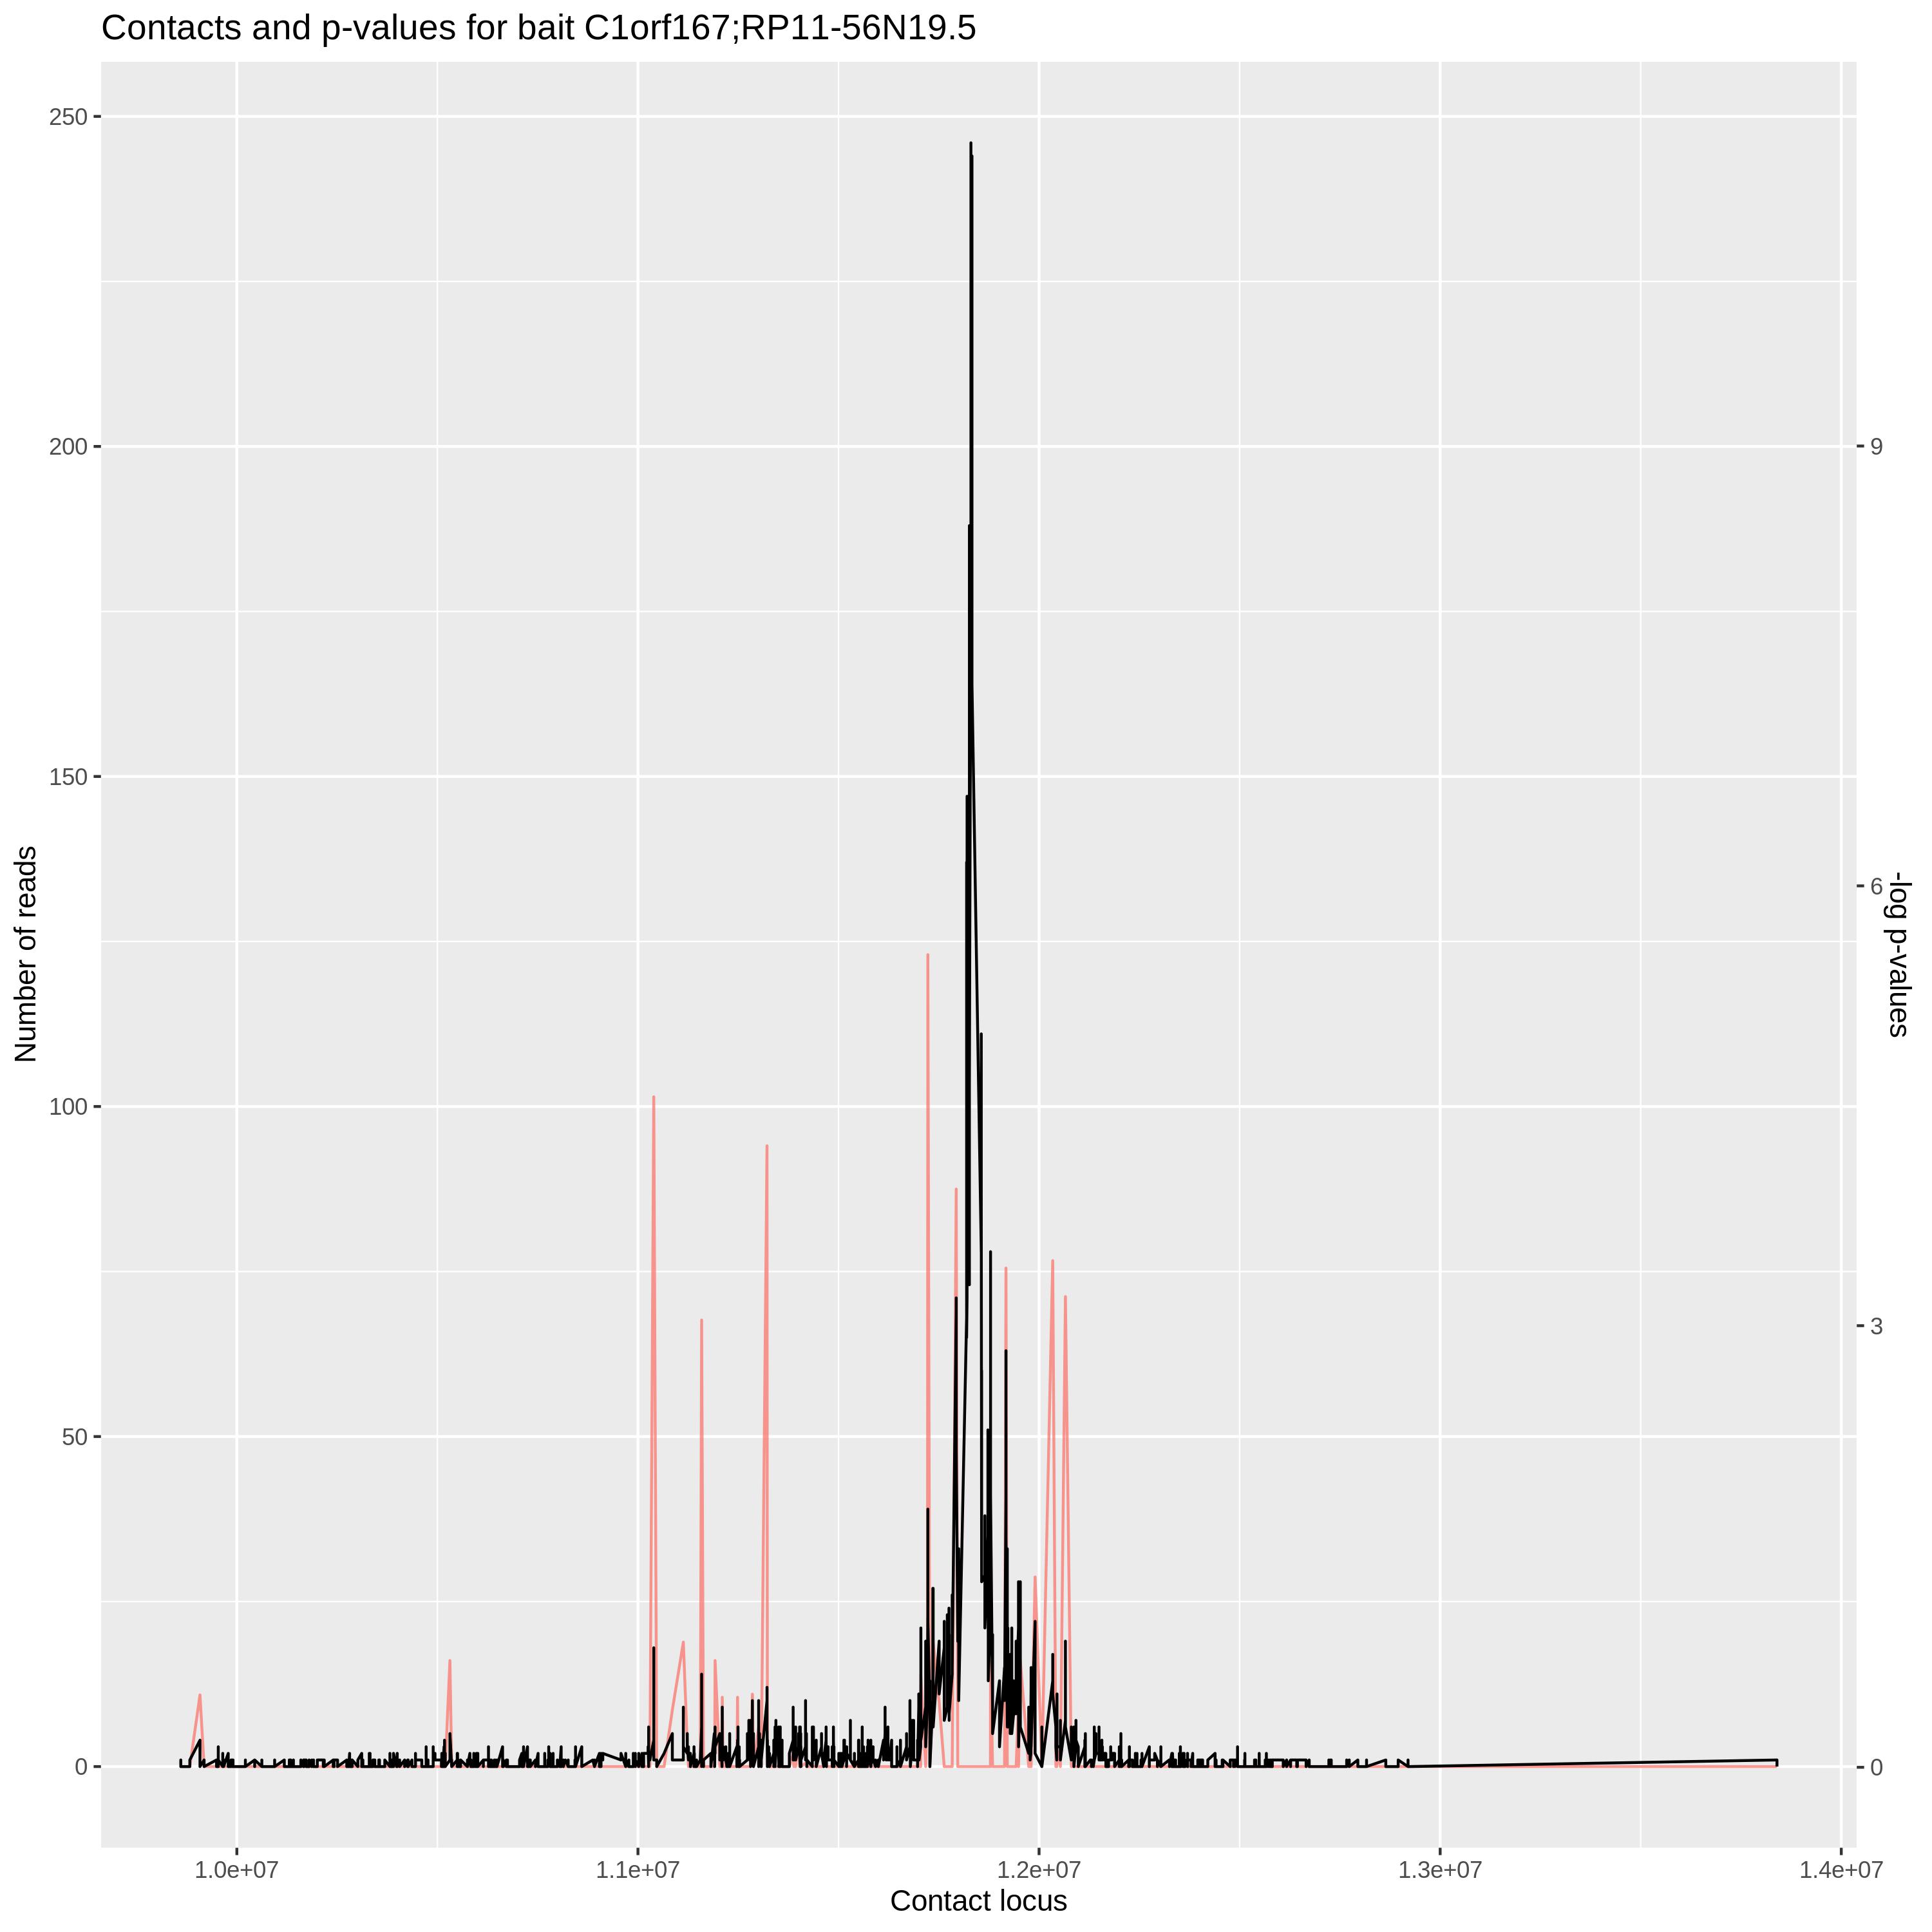 Contacts and p-values for bait C1orf167;RP11-56N19.5
250
200
150
100
50
0
Number of reads
9
6
3
0
-log p-values
1.0e+07
1.1e+07
1.2e+07
1.3e+07
1.4e+07
Contact locus